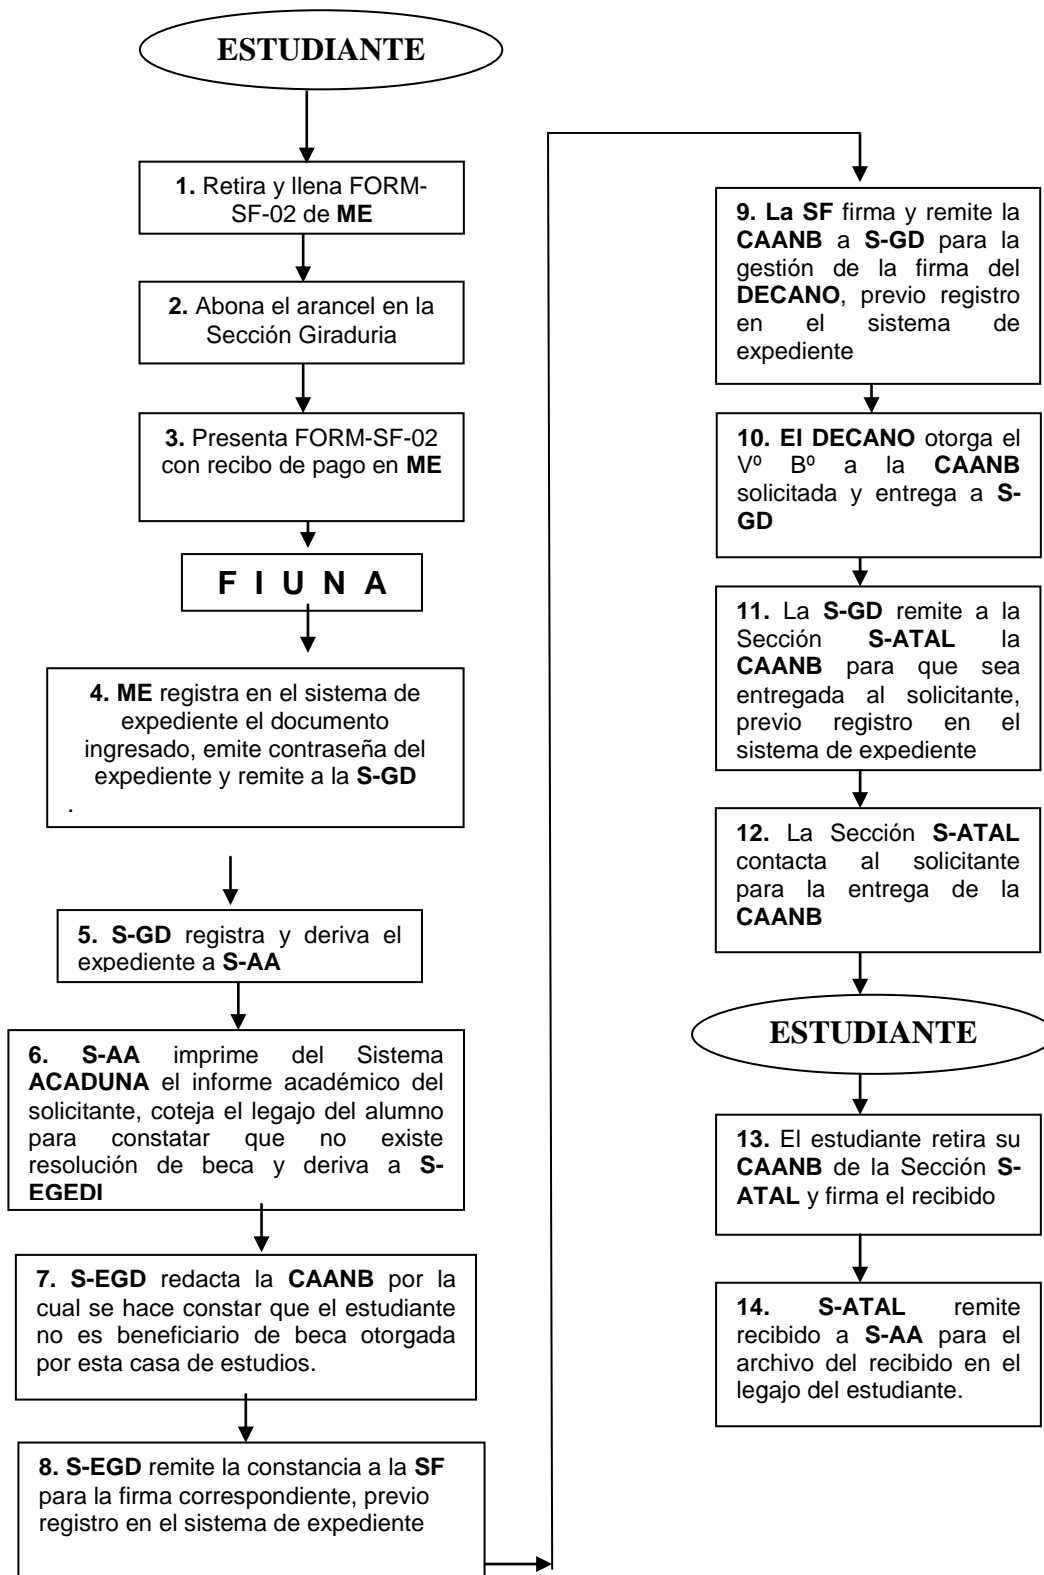 ESTUDIANTE
1. Retira y llena FORM-
SF-02 de ME
2. Abona el arancel en la
Sección Giraduria
3. Presenta FORM-SF-02
con recibo de pago en ME
F I U N A
4. ME registra en el sistema de
expediente el documento
ingresado, emite contraseña del
expediente y remite a la S-GD
.
5. S-GD registra y deriva el
expediente a S-AA
6. S-AA imprime del Sistema
ACADUNA el informe académico del
solicitante, coteja el legajo del alumno
para constatar que no existe
resolución de beca y deriva a S-
EGEDI
7. S-EGD redacta la CAANB por la
cual se hace constar que el estudiante
no es beneficiario de beca otorgada
por esta casa de estudios.
8. S-EGD remite la constancia a la SF
para la firma correspondiente, previo
registro en el sistema de expediente
9. La SF firma y remite la
CAANB a S-GD para la
gestión de la firma del
DECANO, previo registro
en el sistema de
expediente
10. El DECANO otorga el
Vº Bº a la CAANB
solicitada y entrega a S-
GD
11. La S-GD remite a la
Sección S-ATAL la
CAANB para que sea
entregada al solicitante,
previo registro en el
sistema de expediente
12. La Sección S-ATAL
contacta al solicitante
para la entrega de la
CAANB
ESTUDIANTE
13. El estudiante retira su
CAANB de la Sección S-
ATAL y firma el recibido
14. S-ATAL remite
recibido a S-AA para el
archivo del recibido en el
legajo del estudiante.